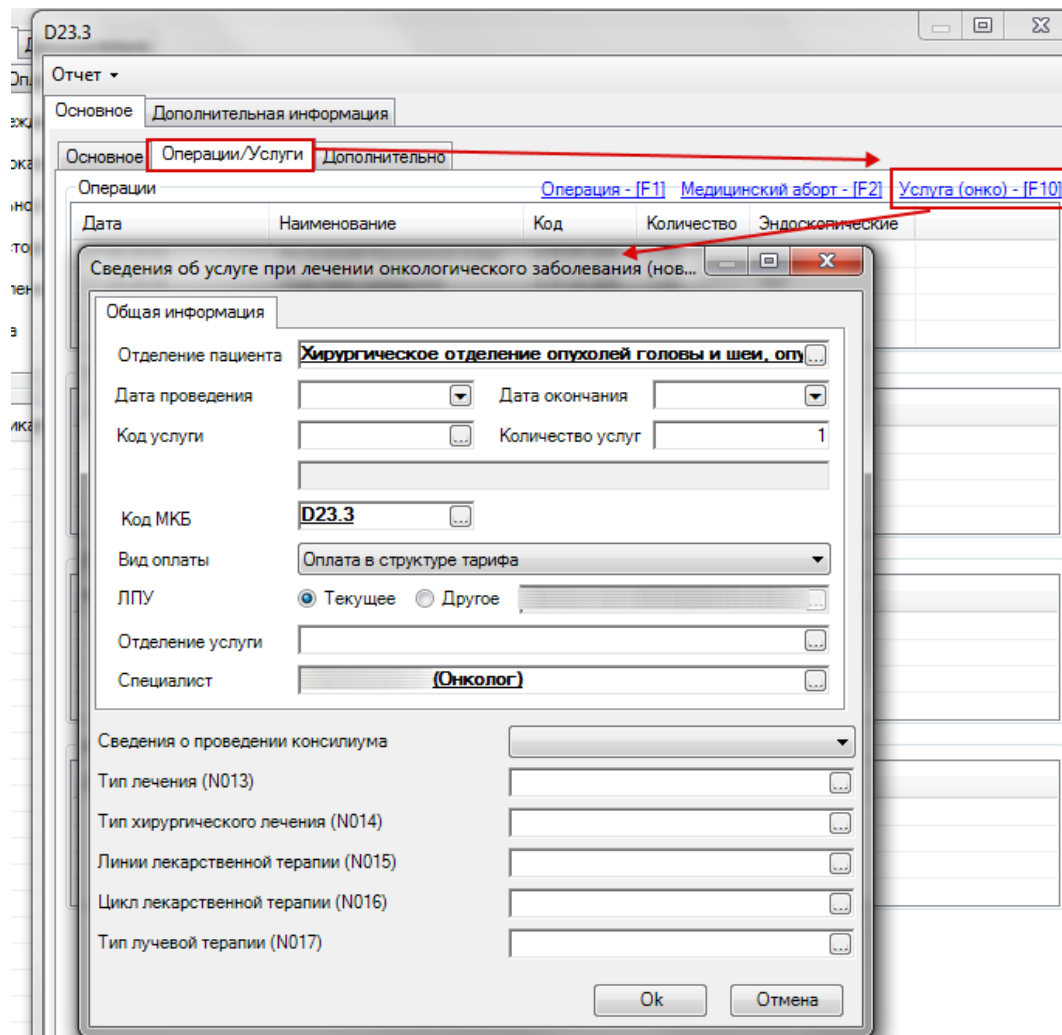 D23.3
Отчет
Основное Дополнительная информация
Основное Операции/Услуги Дополнительно
Операции Операция - [F1] Медицинский аборт - [F2] Услуга (онко) - [F10]
Дата Наименование Код Количество Эндоскопические
Сведения об услуге при лечении онкологического заболевания (нов...
Общая информация
Отделение пациента Хирургическое отделение опухолей головы и шеи, опу ...
Дата проведения Дата окончания
Код услуги ... Количество услуг 1
Код МКБ D23.3 ...
Вид оплаты Оплата в структуре тарифа
ЛПУ Текущее Другое ...
Отделение услуги ...
Специалист (Онколог) ...
Сведения о проведении консилиума
Тип лечения (N013) ...
Тип хирургического лечения (N014) ...
Линии лекарственной терапии (N015) ...
Цикл лекарственной терапии (N016) ...
Тип лучевой терапии (N017) ...
Ok Отмена